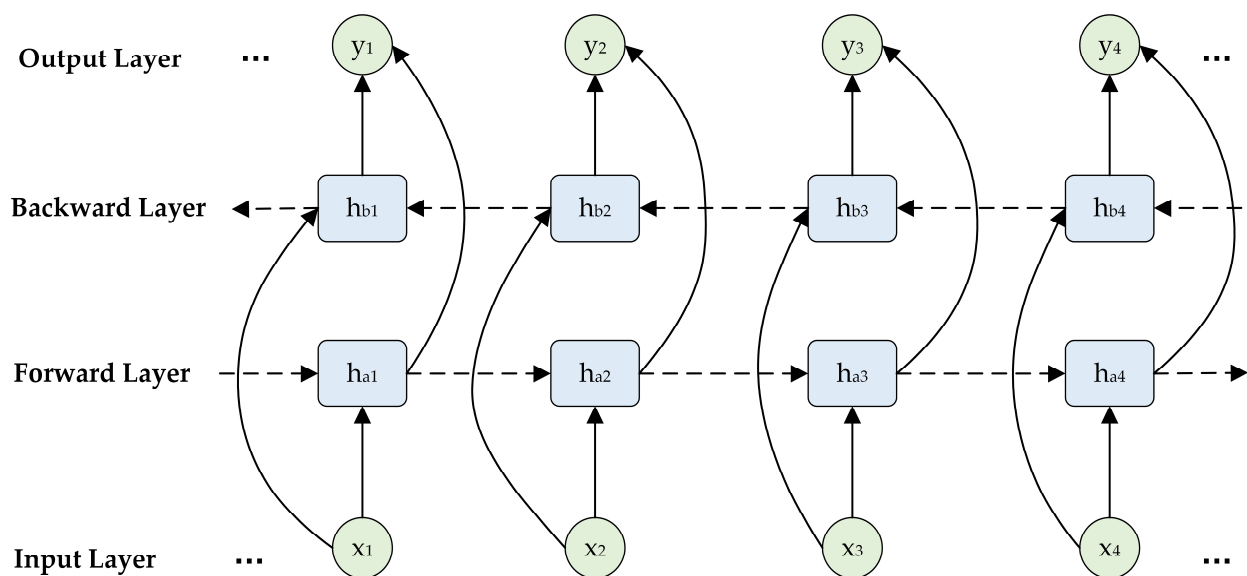 Output Layer ... y1 y2 y3 y4 ...
Backward Layer hb1 hb2 hb3 hb4
Forward Layer ha1 ha2 ha3 ha4
Input Layer ... x1 x2 x3 x4 ...